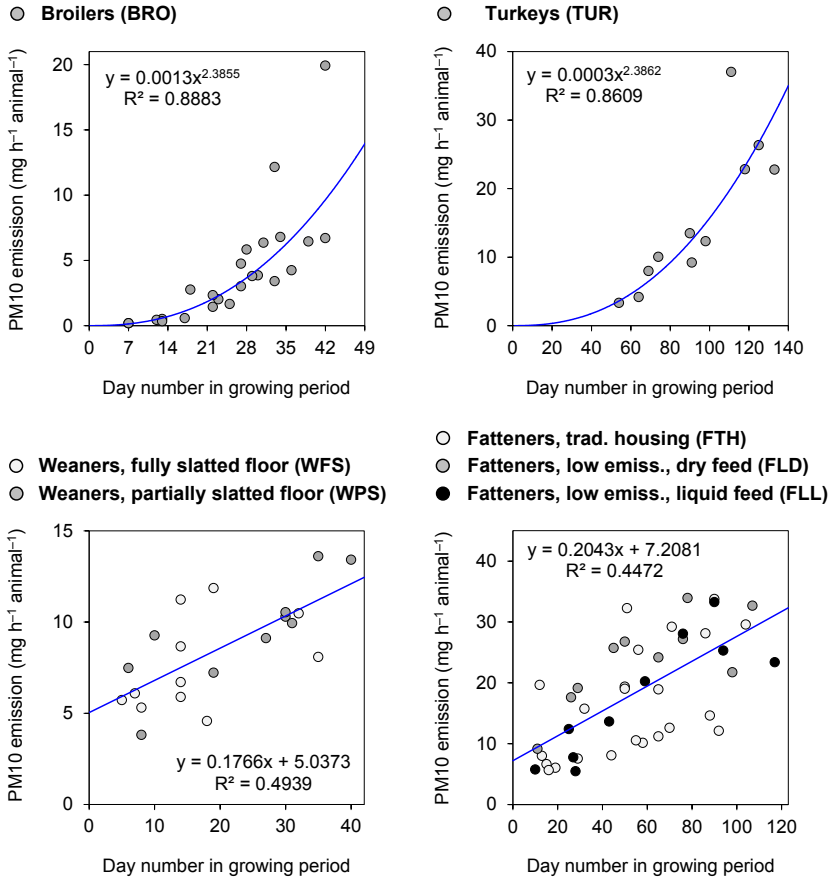 Broilers (BRO)
PM10 emissison (mg h⁻¹ animal⁻¹)
y = 0.0013x^2.3855
R² = 0.8883
20
15
10
5
0
0 7 14 21 28 35 42 49
Day number in growing period
Turkeys (TUR)
PM10 emission (mg h⁻¹ animal⁻¹)
y = 0.0003x^2.3862
R² = 0.8609
40
30
20
10
0
0 20 40 60 80 100 120 140
Day number in growing period
Weaners, fully slatted floor (WFS)
Weaners, partially slatted floor (WPS)
PM10 emission (mg h⁻¹ animal⁻¹)
15
10
5
0
y = 0.1766x + 5.0373
R² = 0.4939
0 10 20 30 40
Day number in growing period
Fatteners, trad. housing (FTH)
Fatteners, low emiss., dry feed (FLD)
Fatteners, low emiss., liquid feed (FLL)
PM10 emission (mg h⁻¹ animal⁻¹)
y = 0.2043x + 7.2081
R² = 0.4472
40
30
20
10
0
0 20 40 60 80 100 120
Day number in growing period